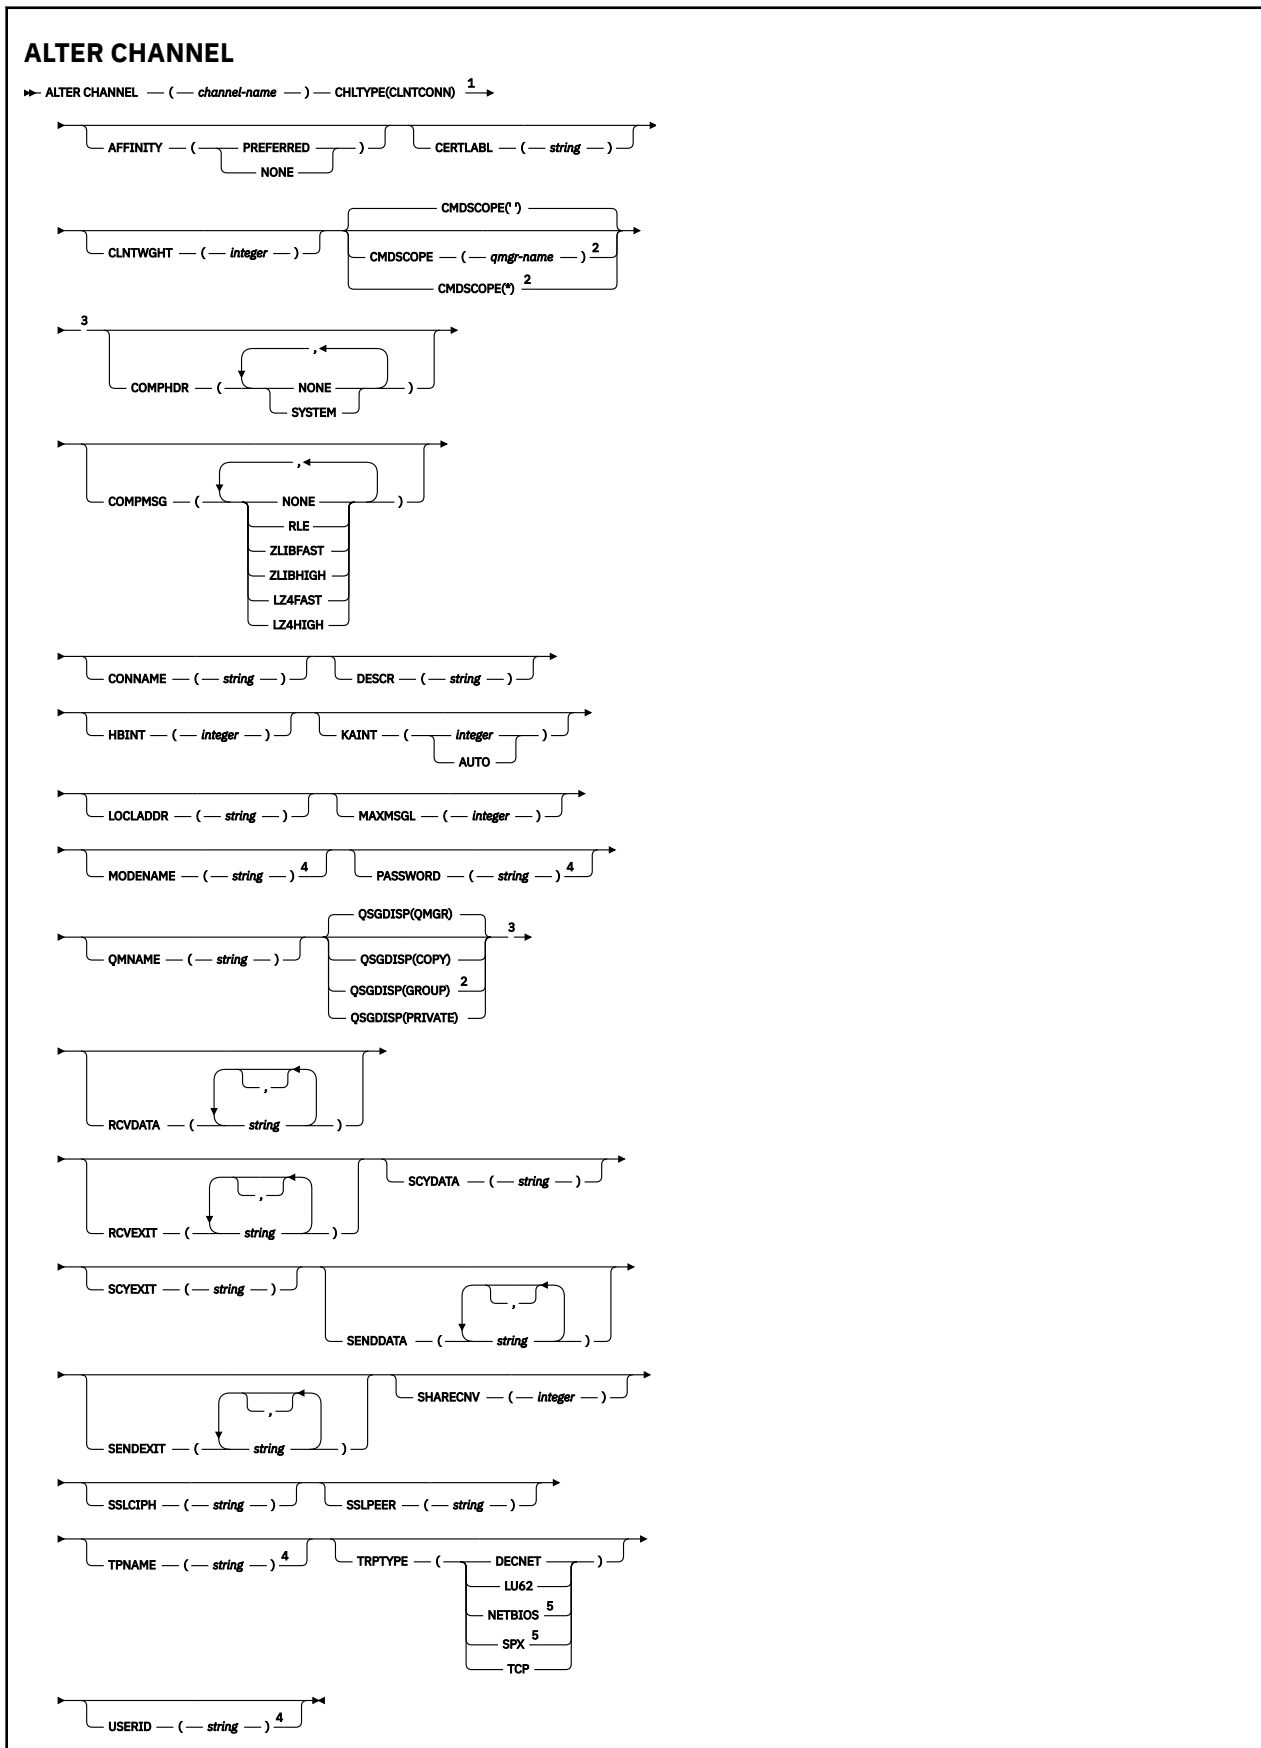 ALTER CHANNEL
ALTER CHANNEL ( channel-name ) CHLTYPE(CLNTCONN) 1
AFFINITY ( PREFERRED ) CERTLABL ( string )
NONE
CMDSCOPE(' ')
CLNTWGHT ( integer ) CMDSCOPE ( qmgr-name ) 2
CMDSCOPE(*) 2
3
,
COMPHDR ( NONE )
SYSTEM
,
COMPMSG ( NONE )
RLE
ZLIBFAST
ZLIBHIGH
LZ4FAST
LZ4HIGH
CONNAME ( string ) DESCR ( string )
HBINT ( integer ) KAINT ( integer )
AUTO
LOCLADDR ( string ) MAXMSGL ( integer )
MODENAME ( string ) 4 PASSWORD ( string ) 4
QSGDISP(QMGR) 3
QMNAME ( string ) QSGDISP(COPY)
QSGDISP(GROUP) 2
QSGDISP(PRIVATE)
,
RCVDATA ( string )
SCYDATA ( string )
,
RCVEXIT ( string )
SCYEXIT ( string )
,
SENDDATA ( string )
SHARECNV ( integer )
,
SENDEXIT ( string )
SSLCIPH ( string ) SSLPEER ( string )
TPNAME ( string ) 4 TRPTYPE ( DECNET )
LU62
NETBIOS 5
SPX 5
TCP
USERID ( string ) 4